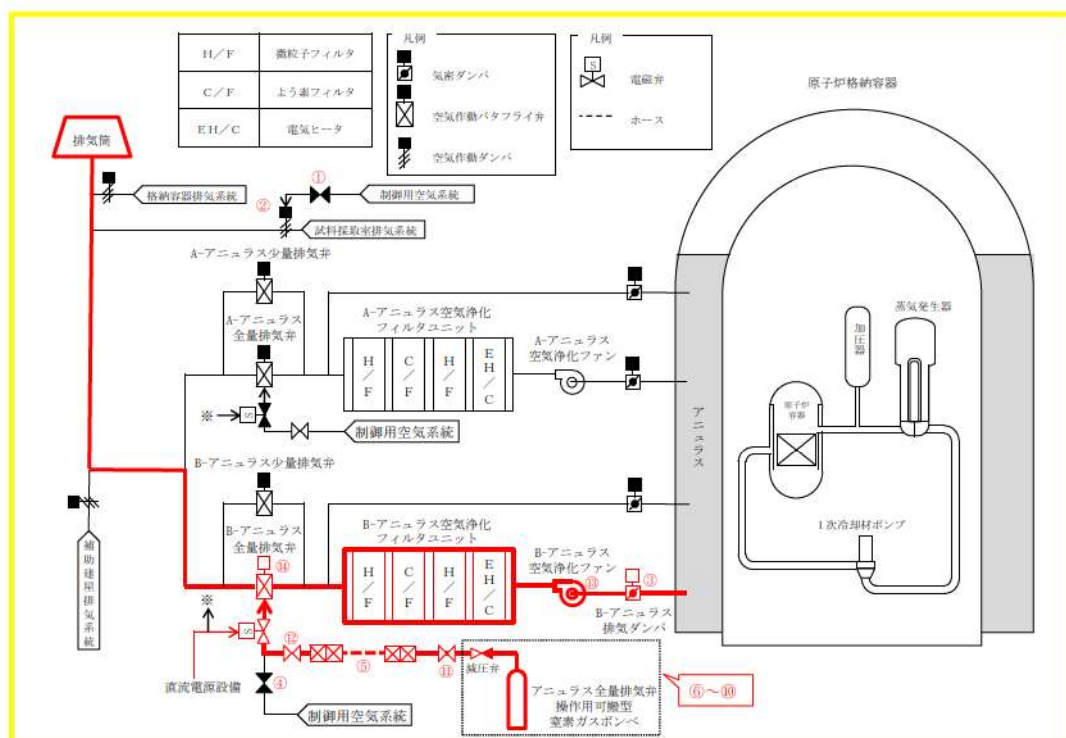 H/F 微粒子フィルタ
C/F よう素フィルタ
EH/C 電気ヒータ
凡例
気密ダンパ
空気作動バタフライ弁
空気作動ダンパ
凡例
S
電磁弁
ホース
原子炉格納容器
排気筒
格納容器排気系統
①
制御用空気系統
②
試料採取室排気系統
A-アニュラス少量排気弁
A-アニュラス
全量排気弁
A-アニュラス空気浄化
フィルタユニット
H/F
C/F
H/F
EH/C
A-アニュラス
空気浄化ファン
※
S
制御用空気系統
アニュラス
加圧器
蒸気発生器
原子炉
容器
1次冷却材ポンプ
B-アニュラス少量排気弁
B-アニュラス
全量排気弁
⑭
B-アニュラス空気浄化
フィルタユニット
H/F
C/F
H/F
EH/C
B-アニュラス
空気浄化ファン
⑬
③
B-アニュラス
排気ダンパ
補助建屋排気系統
※
S
直流電源設備
⑫
⑤
⑪
減圧弁
④
制御用空気系統
アニュラス全量排気弁
操作用可搬型
窒素ガスボンベ
⑥~⑩